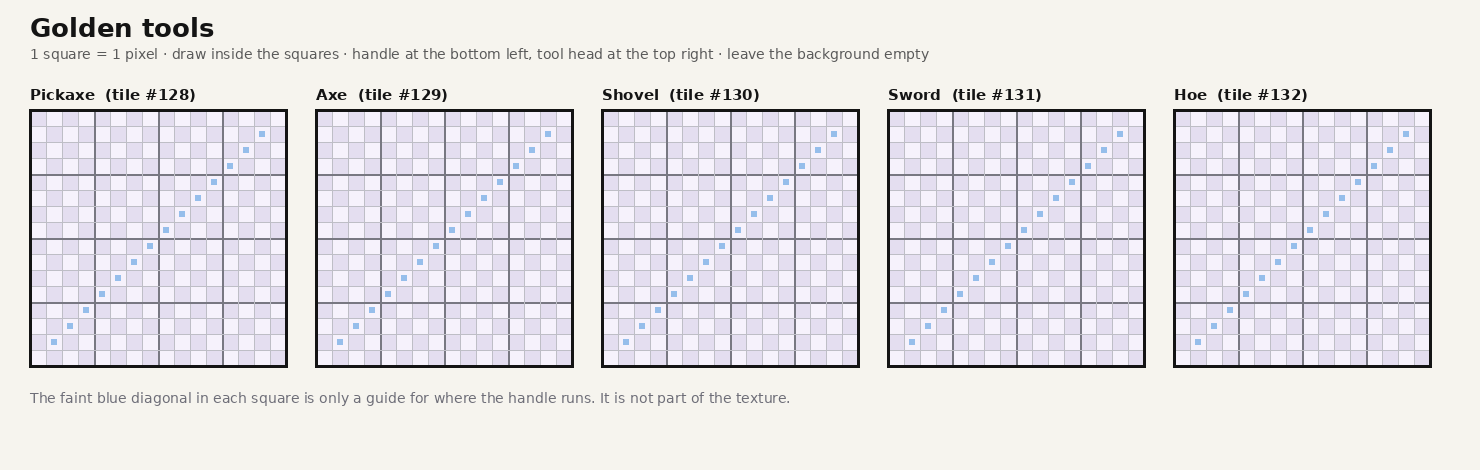 Golden tools
1 square = 1 pixel · draw inside the squares · handle at the bottom left, tool head at the top right · leave the background empty
Pickaxe (tile #128)
Axe (tile #129)
Shovel (tile #130)
Sword (tile #131)
Hoe (tile #132)
The faint blue diagonal in each square is only a guide for where the handle runs. It is not part of the texture.